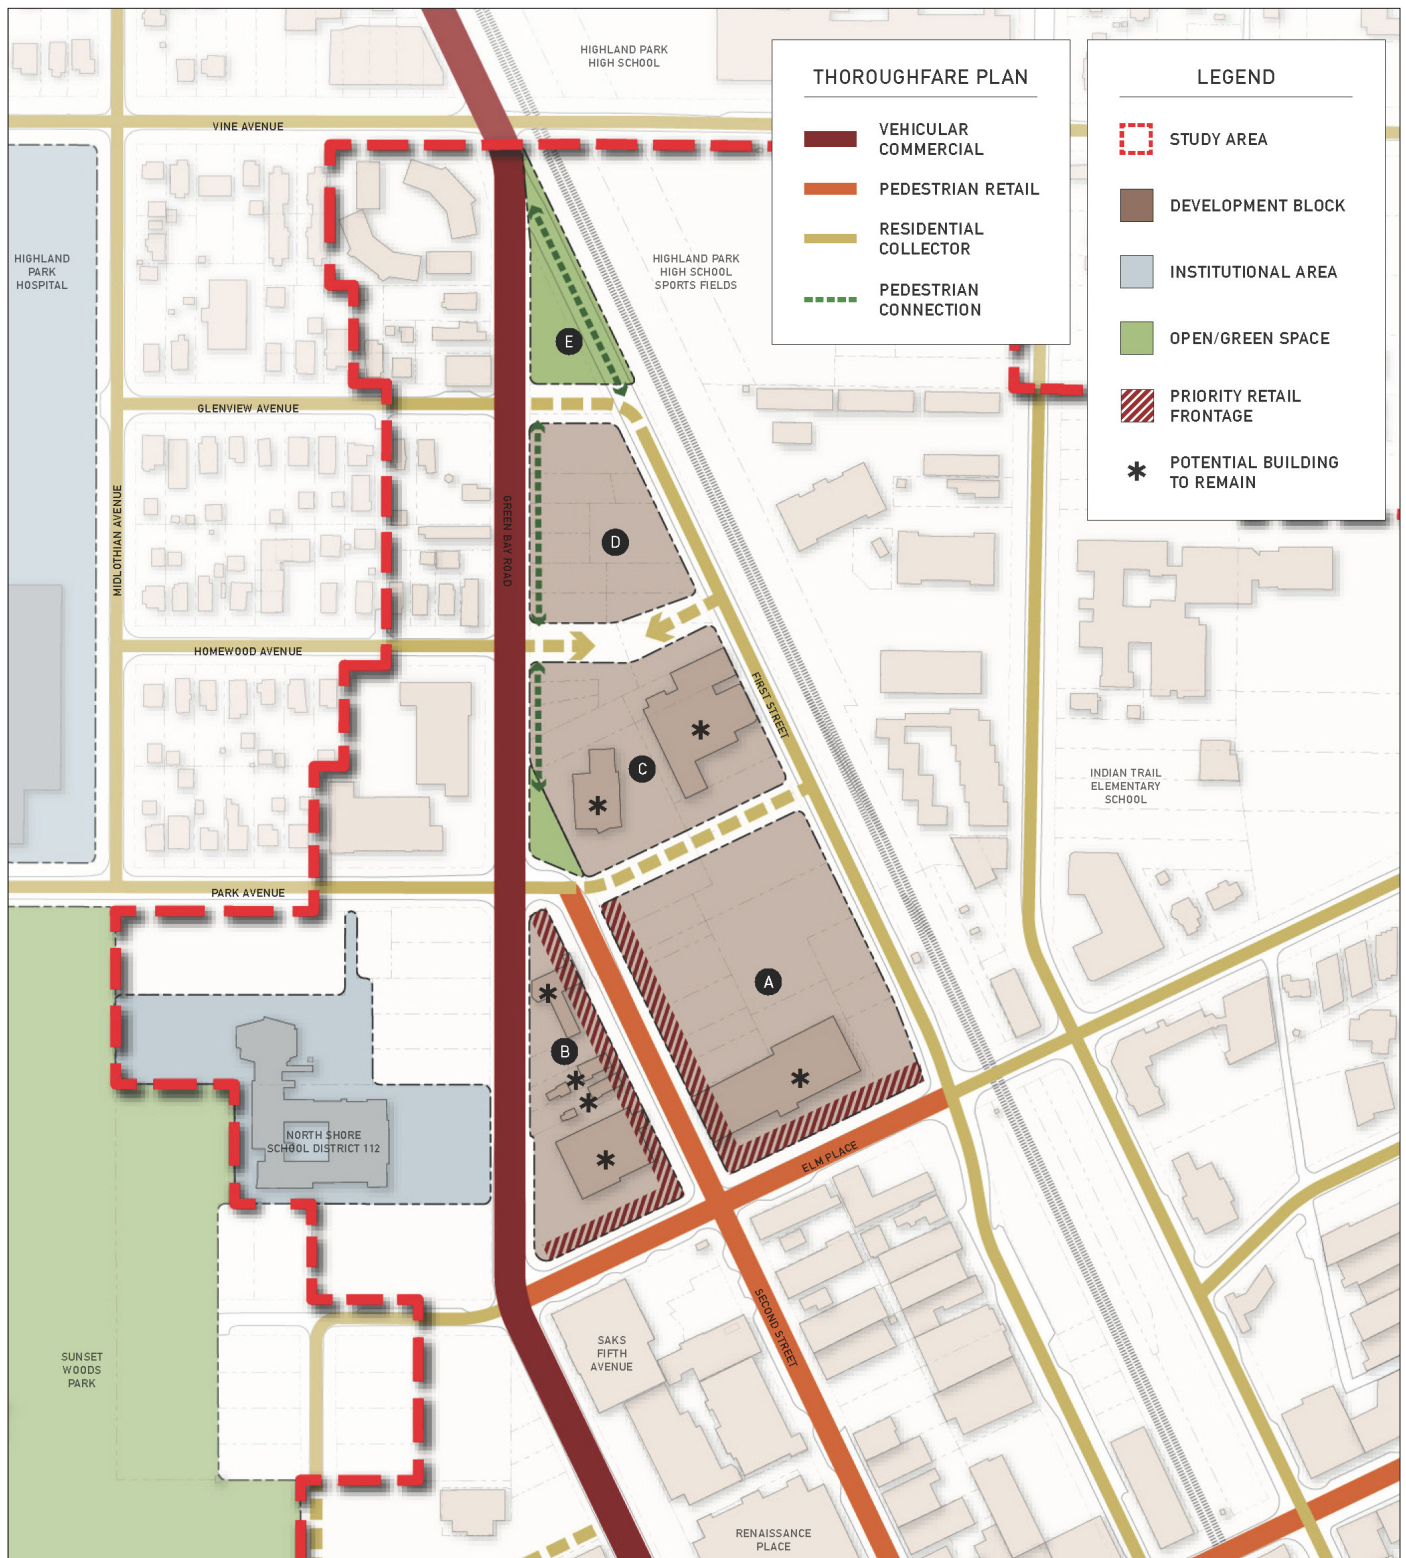 HIGHLAND PARK
HIGH SCHOOL
THOROUGHFARE PLAN
VEHICULAR
COMMERCIAL
PEDESTRIAN RETAIL
RESIDENTIAL
COLLECTOR
PEDESTRIAN
CONNECTION
LEGEND
STUDY AREA
DEVELOPMENT BLOCK
INSTITUTIONAL AREA
OPEN/GREEN SPACE
PRIORITY RETAIL
FRONTAGE
* POTENTIAL BUILDING
TO REMAIN
VINE AVENUE
HIGHLAND
PARK
HOSPITAL
HIGHLAND PARK
HIGH SCHOOL
SPORTS FIELDS
E
GLENVIEW AVENUE
MIDLOTHIAN AVENUE
GREEN BAY ROAD
D
HOMEWOOD AVENUE
FIRST STREET
*
C
*
INDIAN TRAIL
ELEMENTARY
SCHOOL
PARK AVENUE
A
*
B
*
*
*
*
NORTH SHORE
SCHOOL DISTRICT 112
ELM PLACE
SECOND STREET
SAKS
FIFTH
AVENUE
SUNSET
WOODS
PARK
RENAISSANCE
PLACE